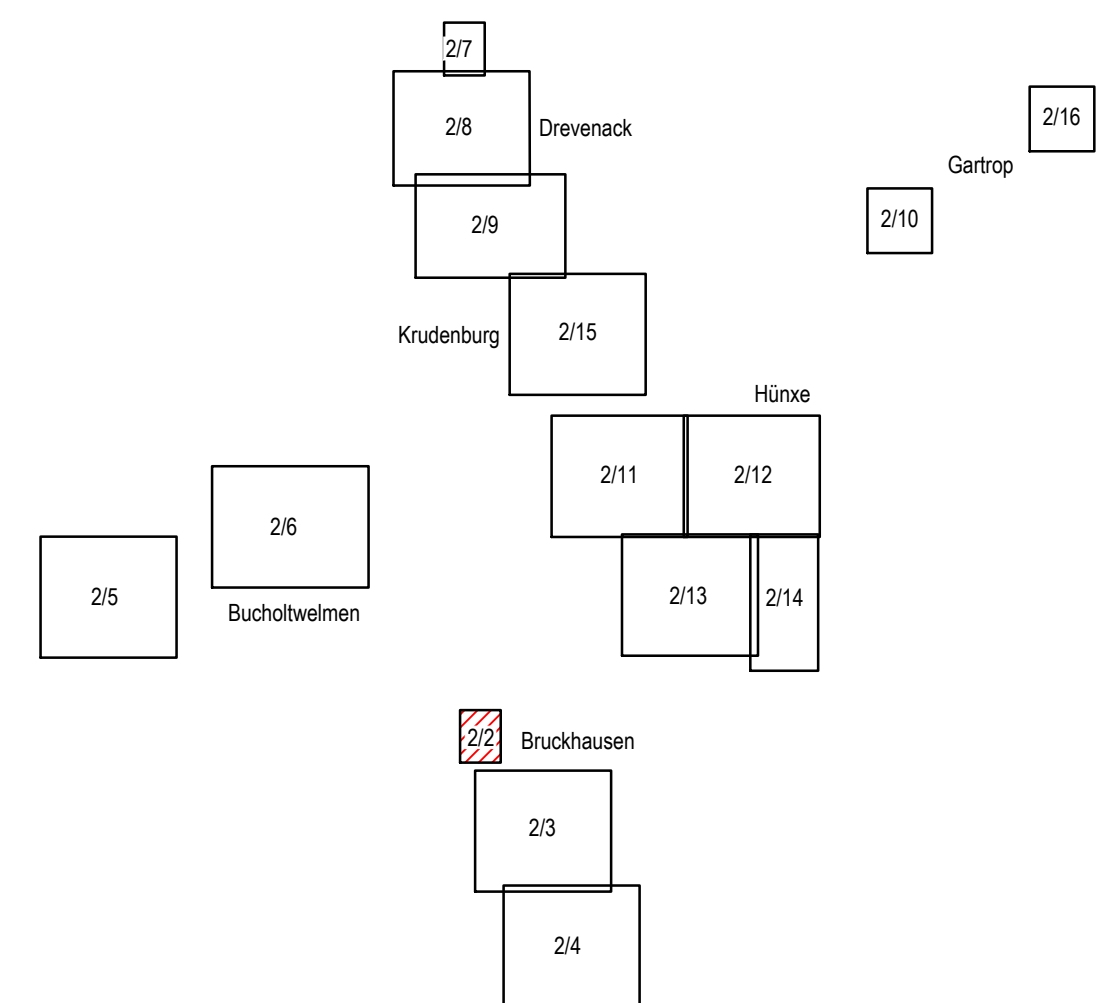 2/7
2/16
2/8
Drevenack
Gartrop
2/10
2/9
2/15
Krudenburg
Hünxe
2/11
2/12
2/6
2/5
2/13
2/14
Bucholtwelmen
2/2
Bruckhausen
2/3
2/4